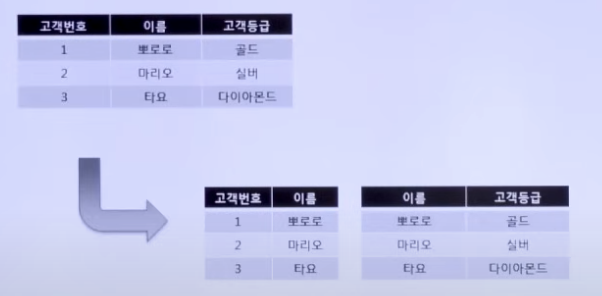 고객번호 이름 고객등급
1 뽀로로 골드
2 마리오 실버
3 타요 다이아몬드
고객번호 이름
1 뽀로로
2 마리오
3 타요
이름 고객등급
뽀로로 골드
마리오 실버
타요 다이아몬드